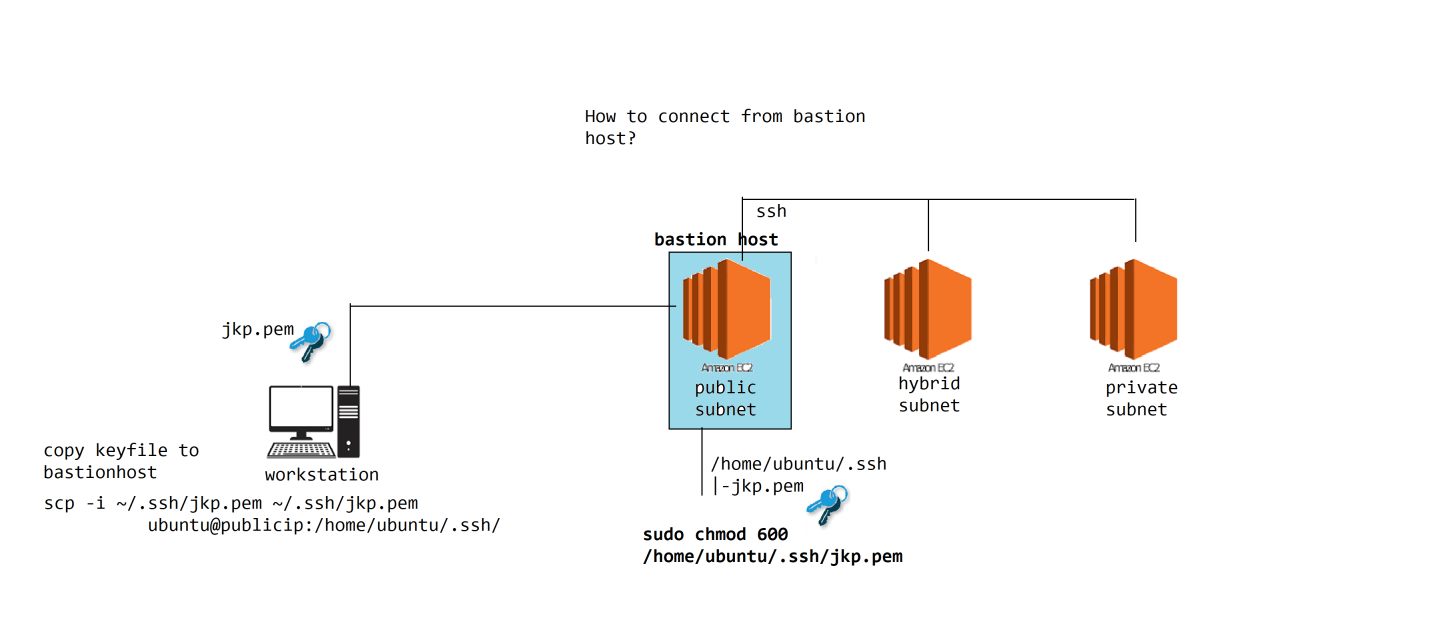 How to connect from bastion
host?
ssh
bastion host
jkp.pem
Amazon EC2
public
subnet
Amazon EC2
hybrid
subnet
Amazon EC2
private
subnet
copy keyfile to
bastionhost
workstation
scp -i ~/.ssh/jkp.pem ~/.ssh/jkp.pem
ubuntu@publicip:/home/ubuntu/.ssh/
/home/ubuntu/.ssh
|-jkp.pem
sudo chmod 600
/home/ubuntu/.ssh/jkp.pem